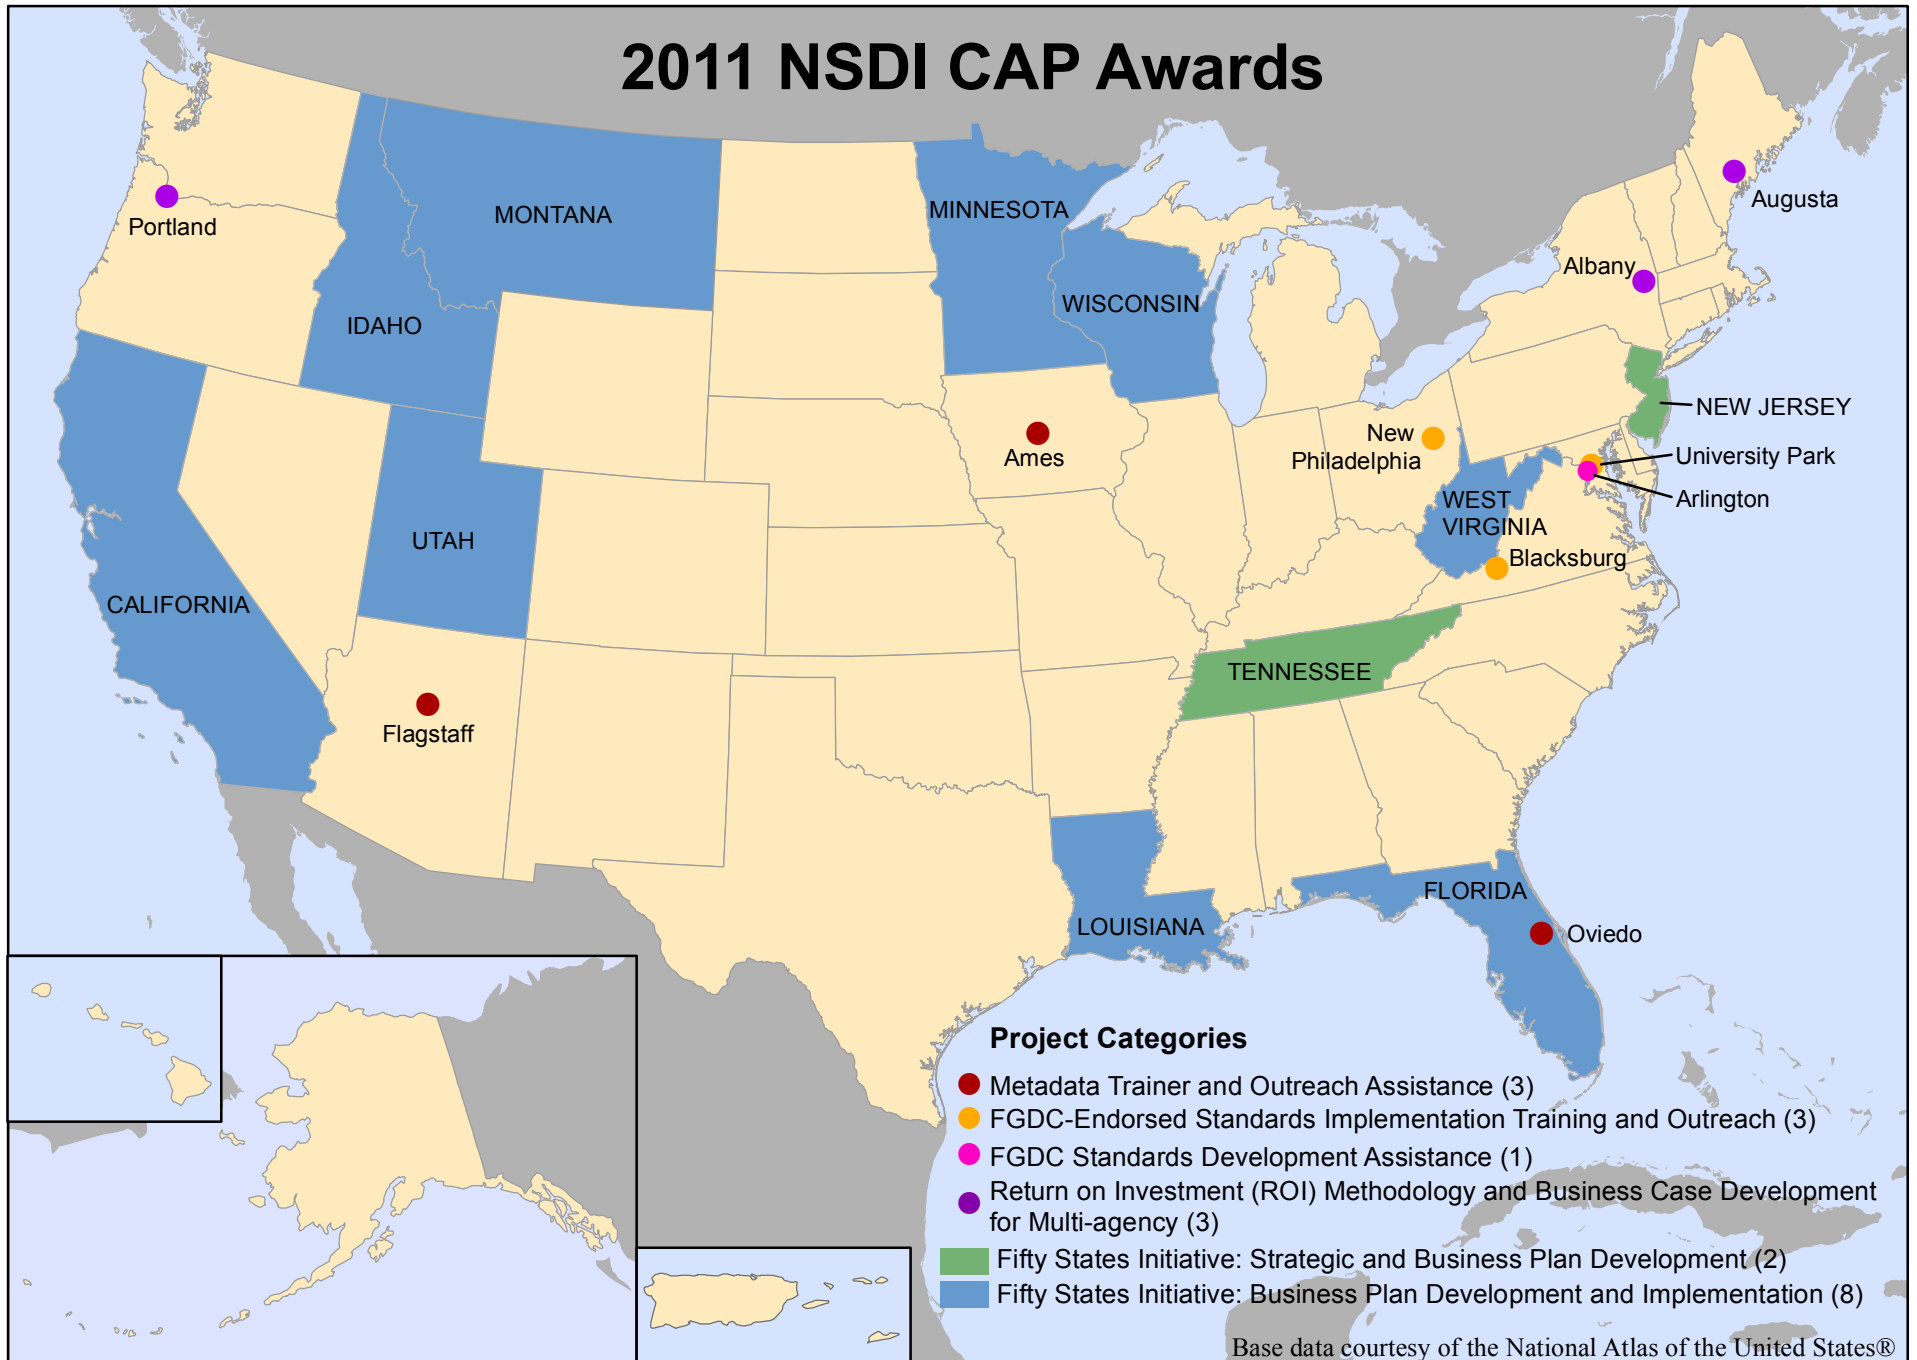 2011 NSDI CAP Awards
Portland
MONTANA
MINNESOTA
Augusta
Albany
IDAHO
WISCONSIN
NEW JERSEY
Ames
New
Philadelphia
University Park
Arlington
WEST
VIRGINIA
UTAH
Blacksburg
CALIFORNIA
TENNESSEE
Flagstaff
FLORIDA
LOUISIANA
Oviedo
Project Categories
Metadata Trainer and Outreach Assistance (3)
FGDC-Endorsed Standards Implementation Training and Outreach (3)
FGDC Standards Development Assistance (1)
Return on Investment (ROI) Methodology and Business Case Development
for Multi-agency (3)
Fifty States Initiative: Strategic and Business Plan Development (2)
Fifty States Initiative: Business Plan Development and Implementation (8)
Base data courtesy of the National Atlas of the United States®